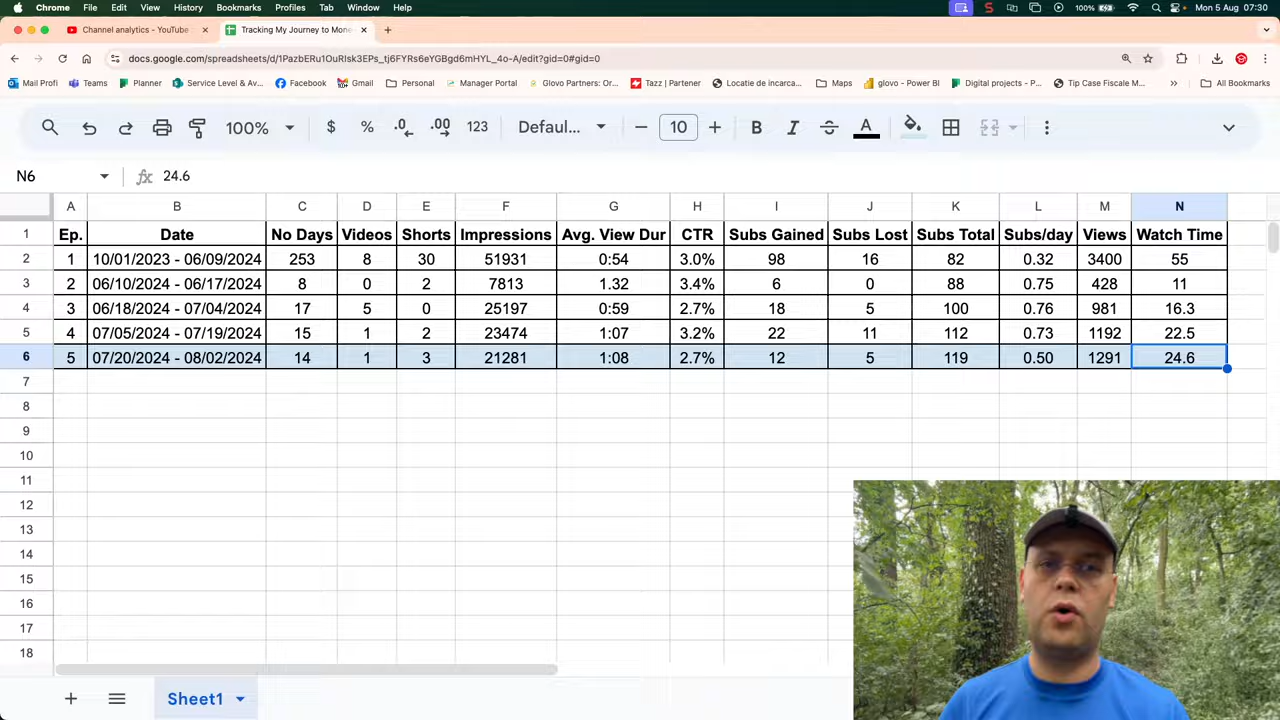 Chrome File Edit View History Bookmarks Profiles Tab Window Help 100% Mon 5 Aug 07:30
Channel analytics - YouTube Tracking My Journey to Mone
docs.google.com/spreadsheets/d/1PazbERu1OuRIsk3EPs_tj6FYRs6eYGBgd6mHYL_4o-A/edit?gid=0#gid=0
Mail Profi Teams Planner Service Level & Av... Facebook Gmail Personal Manager Portal Glovo Partners: Or... Tazz | Partener Locatie de incarca... Maps glovo - Power BI Digital projects - P... Tip Case Fiscale M... All Bookmarks
100% $ % .0 .00 123 Defaul... 10 B I A
N6 fx 24.6
A B C D E F G H I J K L M N
1 Ep. Date No Days Videos Shorts Impressions Avg. View Dur CTR Subs Gained Subs Lost Subs Total Subs/day Views Watch Time
2 1 10/01/2023 - 06/09/2024 253 8 30 51931 0:54 3.0% 98 16 82 0.32 3400 55
3 2 06/10/2024 - 06/17/2024 8 0 2 7813 1.32 3.4% 6 0 88 0.75 428 11
4 3 06/18/2024 - 07/04/2024 17 5 0 25197 0:59 2.7% 18 5 100 0.76 981 16.3
5 4 07/05/2024 - 07/19/2024 15 1 2 23474 1:07 3.2% 22 11 112 0.73 1192 22.5
6 5 07/20/2024 - 08/02/2024 14 1 3 21281 1:08 2.7% 12 5 119 0.50 1291 24.6
7
8
9
10
11
12
13
14
15
16
17
18
Sheet1